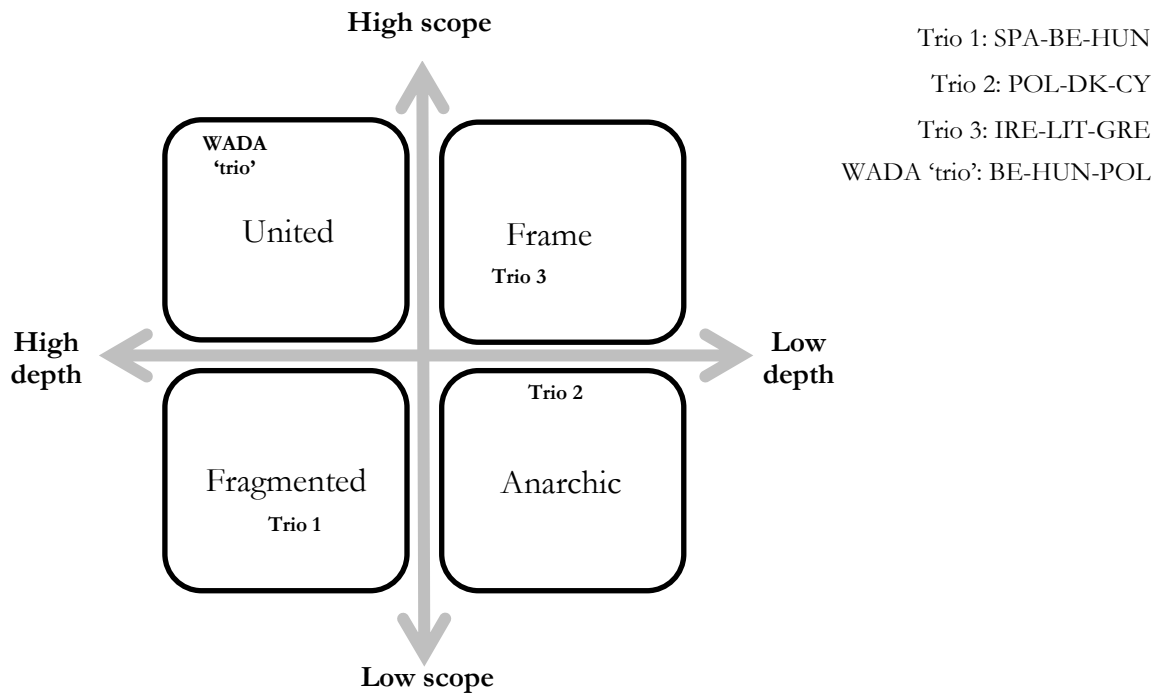 High scope
Trio 1: SPA-BE-HUN
Trio 2: POL-DK-CY
Trio 3: IRE-LIT-GRE
WADA ‘trio’: BE-HUN-POL
WADA
‘trio’
United
Frame
Trio 3
High
depth
Low
depth
Trio 2
Fragmented
Anarchic
Trio 1
Low scope